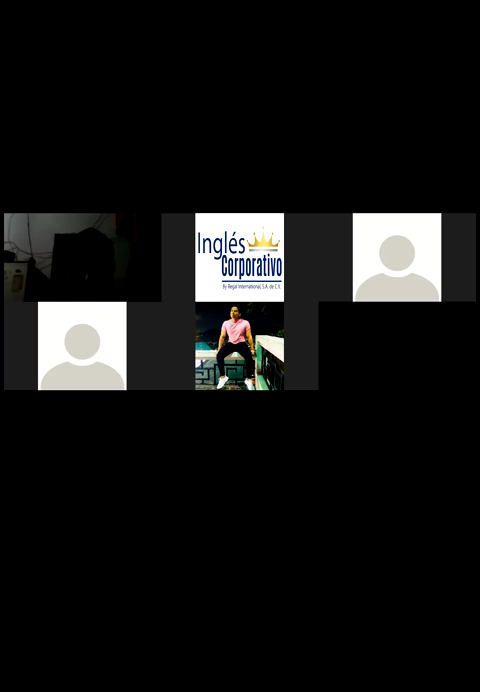 Inglés
Corporativo
By Regal International, S.A. de C.V.